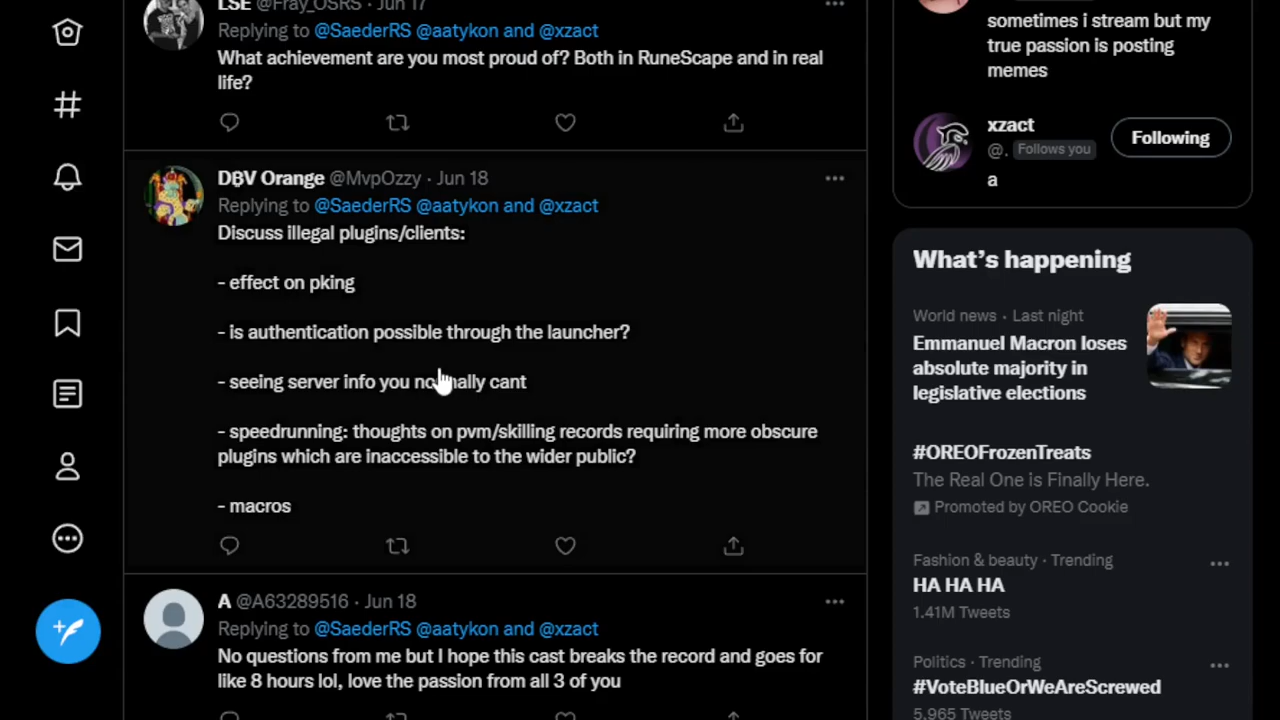 LSE @Fray_OSRS · Jun 17
Replying to @SaederRS @aatykon and @xzact
What achievement are you most proud of? Both in RuneScape and in real
life?
DBV Orange @MvpOzzy · Jun 18
Replying to @SaederRS @aatykon and @xzact
Discuss illegal plugins/clients:
- effect on pking
- is authentication possible through the launcher?
- seeing server info you normally cant
- speedrunning: thoughts on pvm/skilling records requiring more obscure
plugins which are inaccessible to the wider public?
- macros
A @A63289516 · Jun 18
Replying to @SaederRS @aatykon and @xzact
No questions from me but I hope this cast breaks the record and goes for
like 8 hours lol, love the passion from all 3 of you
sometimes i stream but my
true passion is posting
memes
xzact
@. Follows you
Following
a
What's happening
World news · Last night
Emmanuel Macron loses
absolute majority in
legislative elections
#OREOFrozenTreats
The Real One is Finally Here.
Promoted by OREO Cookie
Fashion & beauty · Trending
HA HA HA
1.41M Tweets
Politics · Trending
#VoteBlueOrWeAreScrewed
5,965 Tweets